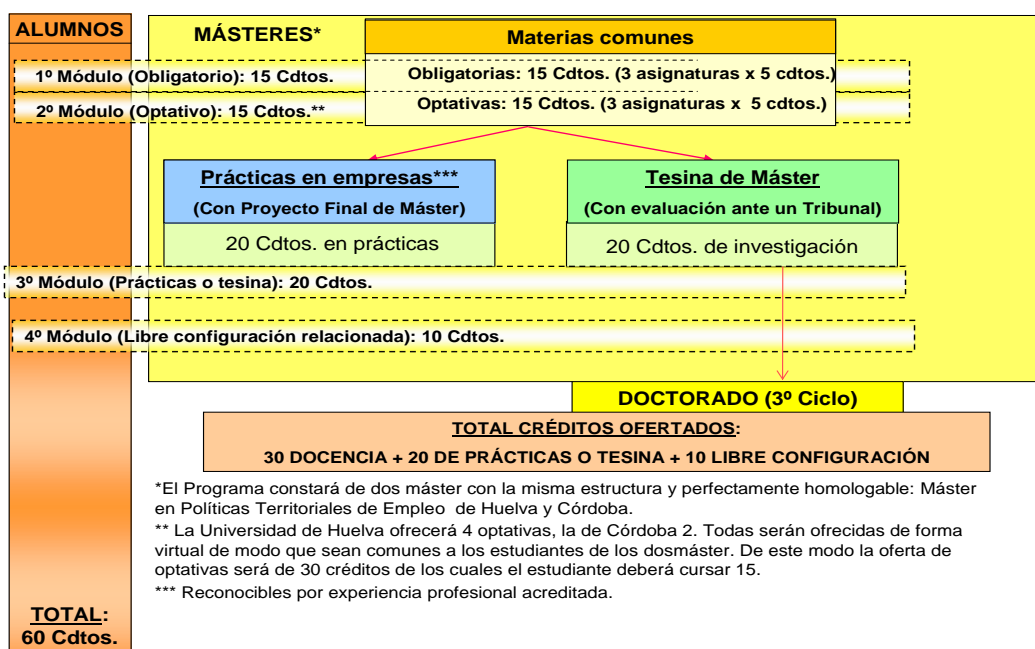 ALUMNOS
MÁSTERES*
Materias comunes
1º Módulo (Obligatorio): 15 Cdtos.
Obligatorias: 15 Cdtos. (3 asignaturas x 5 cdtos.)
2º Módulo (Optativo): 15 Cdtos.**
Optativas: 15 Cdtos. (3 asignaturas x 5 cdtos.)
Prácticas en empresas***
(Con Proyecto Final de Máster)
20 Cdtos. en prácticas
Tesina de Máster
(Con evaluación ante un Tribunal)
20 Cdtos. de investigación
3º Módulo (Prácticas o tesina): 20 Cdtos.
4º Módulo (Libre configuración relacionada): 10 Cdtos.
DOCTORADO (3º Ciclo)
TOTAL CRÉDITOS OFERTADOS:
30 DOCENCIA + 20 DE PRÁCTICAS O TESINA + 10 LIBRE CONFIGURACIÓN
*El Programa constará de dos máster con la misma estructura y perfectamente homologable: Máster
en Políticas Territoriales de Empleo de Huelva y Córdoba.
** La Universidad de Huelva ofrecerá 4 optativas, la de Córdoba 2. Todas serán ofrecidas de forma
virtual de modo que sean comunes a los estudiantes de los dosmáster. De este modo la oferta de
optativas será de 30 créditos de los cuales el estudiante deberá cursar 15.
*** Reconocibles por experiencia profesional acreditada.
TOTAL:
60 Cdtos.